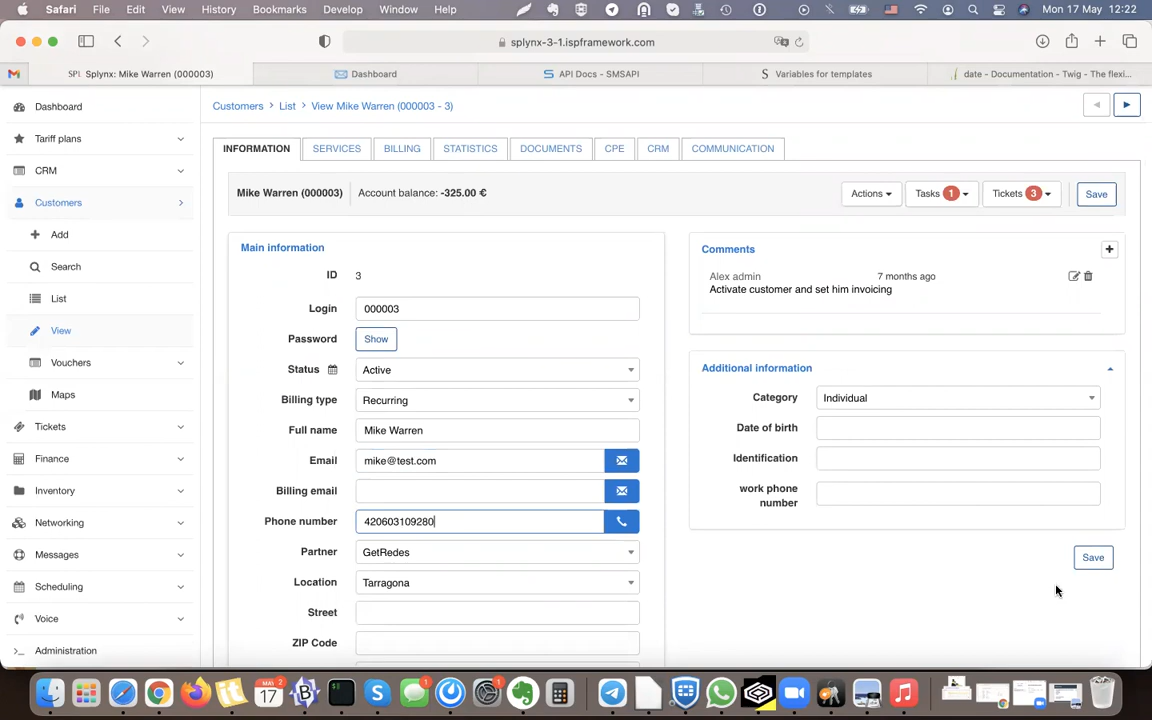 Safari File Edit View History Bookmarks Develop Window Help Mon 17 May 12:22
splynx-3-1.ispframework.com
SPL Splynx: Mike Warren (000003)
Dashboard
API Docs - SMSAPI
Variables for templates
date - Documentation - Twig - The flexi...
Dashboard
Tariff plans
CRM
Customers
Add
Search
List
View
Vouchers
Maps
Tickets
Finance
Inventory
Networking
Messages
Scheduling
Voice
Administration
Customers > List > View Mike Warren (000003 - 3)
INFORMATION SERVICES BILLING STATISTICS DOCUMENTS CPE CRM COMMUNICATION
Mike Warren (000003) Account balance: -325.00 €
Actions Tasks 1 Tickets 3 Save
Main information
ID 3
Login 000003
Password Show
Status Active
Billing type Recurring
Full name Mike Warren
Email mike@test.com
Billing email
Phone number 420603109280
Partner GetRedes
Location Tarragona
Street
ZIP Code
Comments
Alex admin 7 months ago
Activate customer and set him invoicing
Additional information
Category Individual
Date of birth
Identification
work phone
number
Save
17